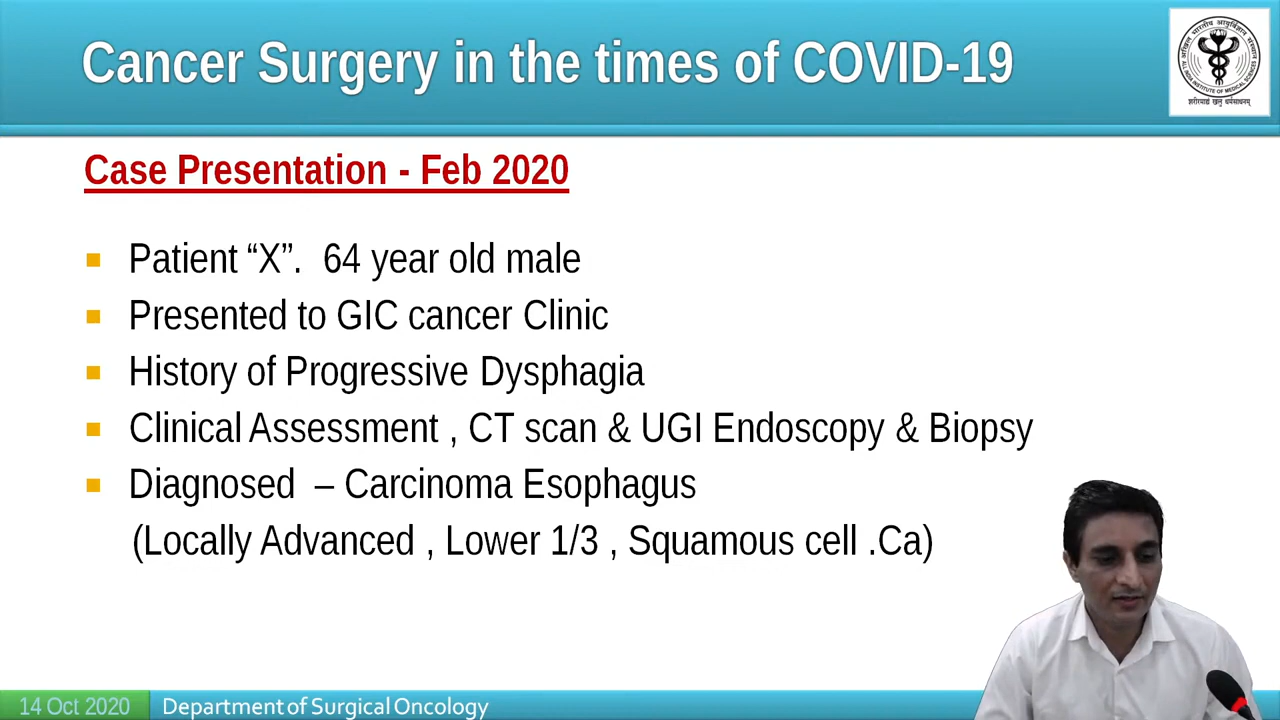 Cancer Surgery in the times of COVID-19
Case Presentation - Feb 2020
Patient “X”. 64 year old male
Presented to GIC cancer Clinic
History of Progressive Dysphagia
Clinical Assessment , CT scan & UGI Endoscopy & Biopsy
Diagnosed – Carcinoma Esophagus
(Locally Advanced , Lower 1/3 , Squamous cell .Ca)
14 Oct 2020 Department of Surgical Oncology